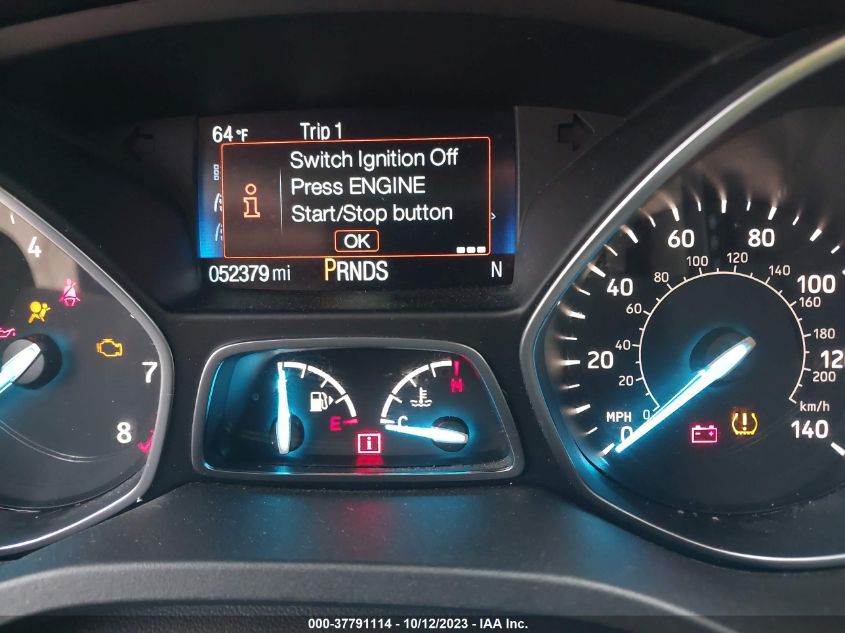 64 °F Trip 1
Switch Ignition Off
Press ENGINE
Start/Stop button
OK
052379 mi PRNDS N
4
7
8
E
C
H
i
0
20
40
60
80
100
120
140
MPH
0
20
40
60
80
100
120
140
160
180
200
km/h
000-37791114 - 10/12/2023 - IAA Inc.